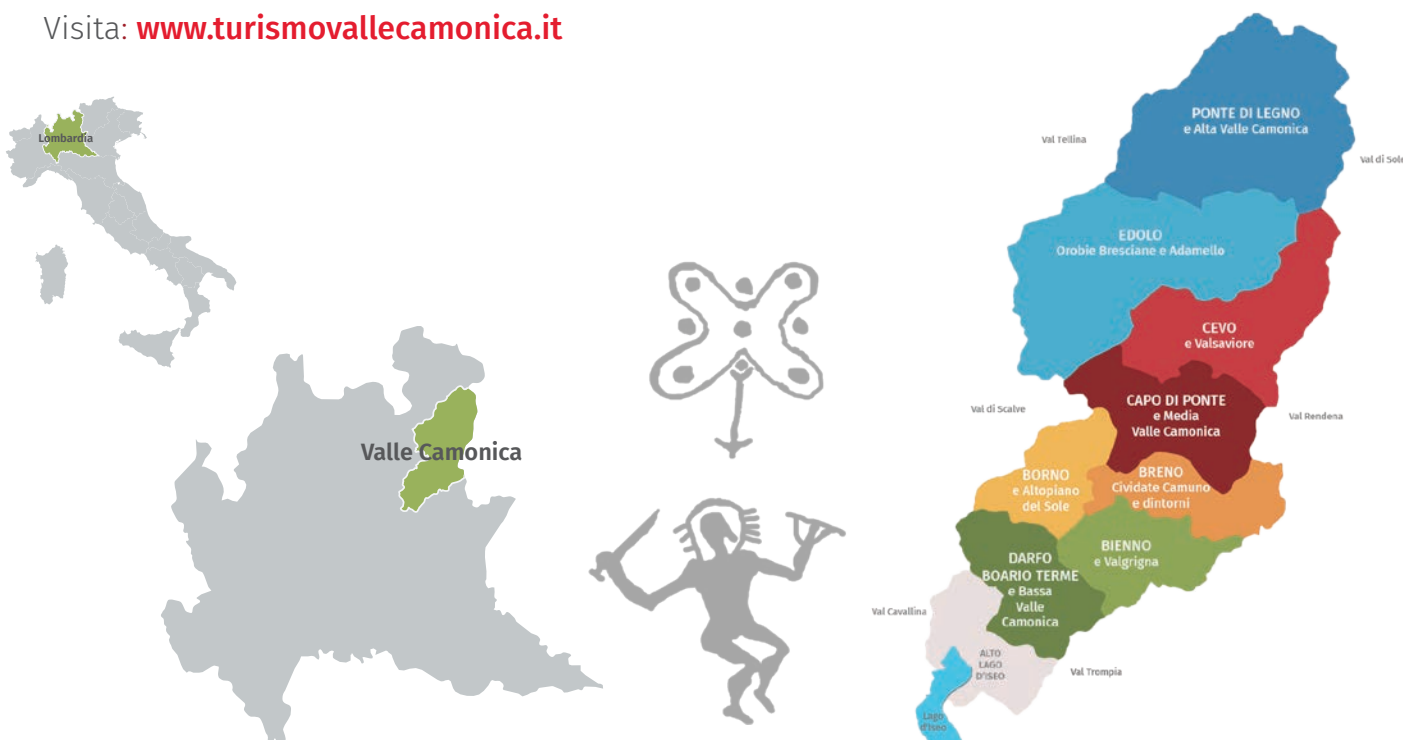 Visita: www.turismovallecamonica.it
Lombardia
Valle Camonica
PONTE DI LEGNO
e Alta Valle Camonica
Val Tellina
Val di Sole
EDOLO
Orobie Bresciane e Adamello
CEVO
e Valsaviore
CAPO DI PONTE
e Media
Valle Camonica
Val di Scalve
Val Rendena
BORNO
e Altopiano
del Sole
BRENO
Cividate Camuno
e dintorni
BIENNO
e Valgrigna
DARFO
BOARIO TERME
e Bassa
Valle
Camonica
Val Cavallina
ALTO
LAGO
D'ISEO
Val Trompia
Lago
d'Iseo